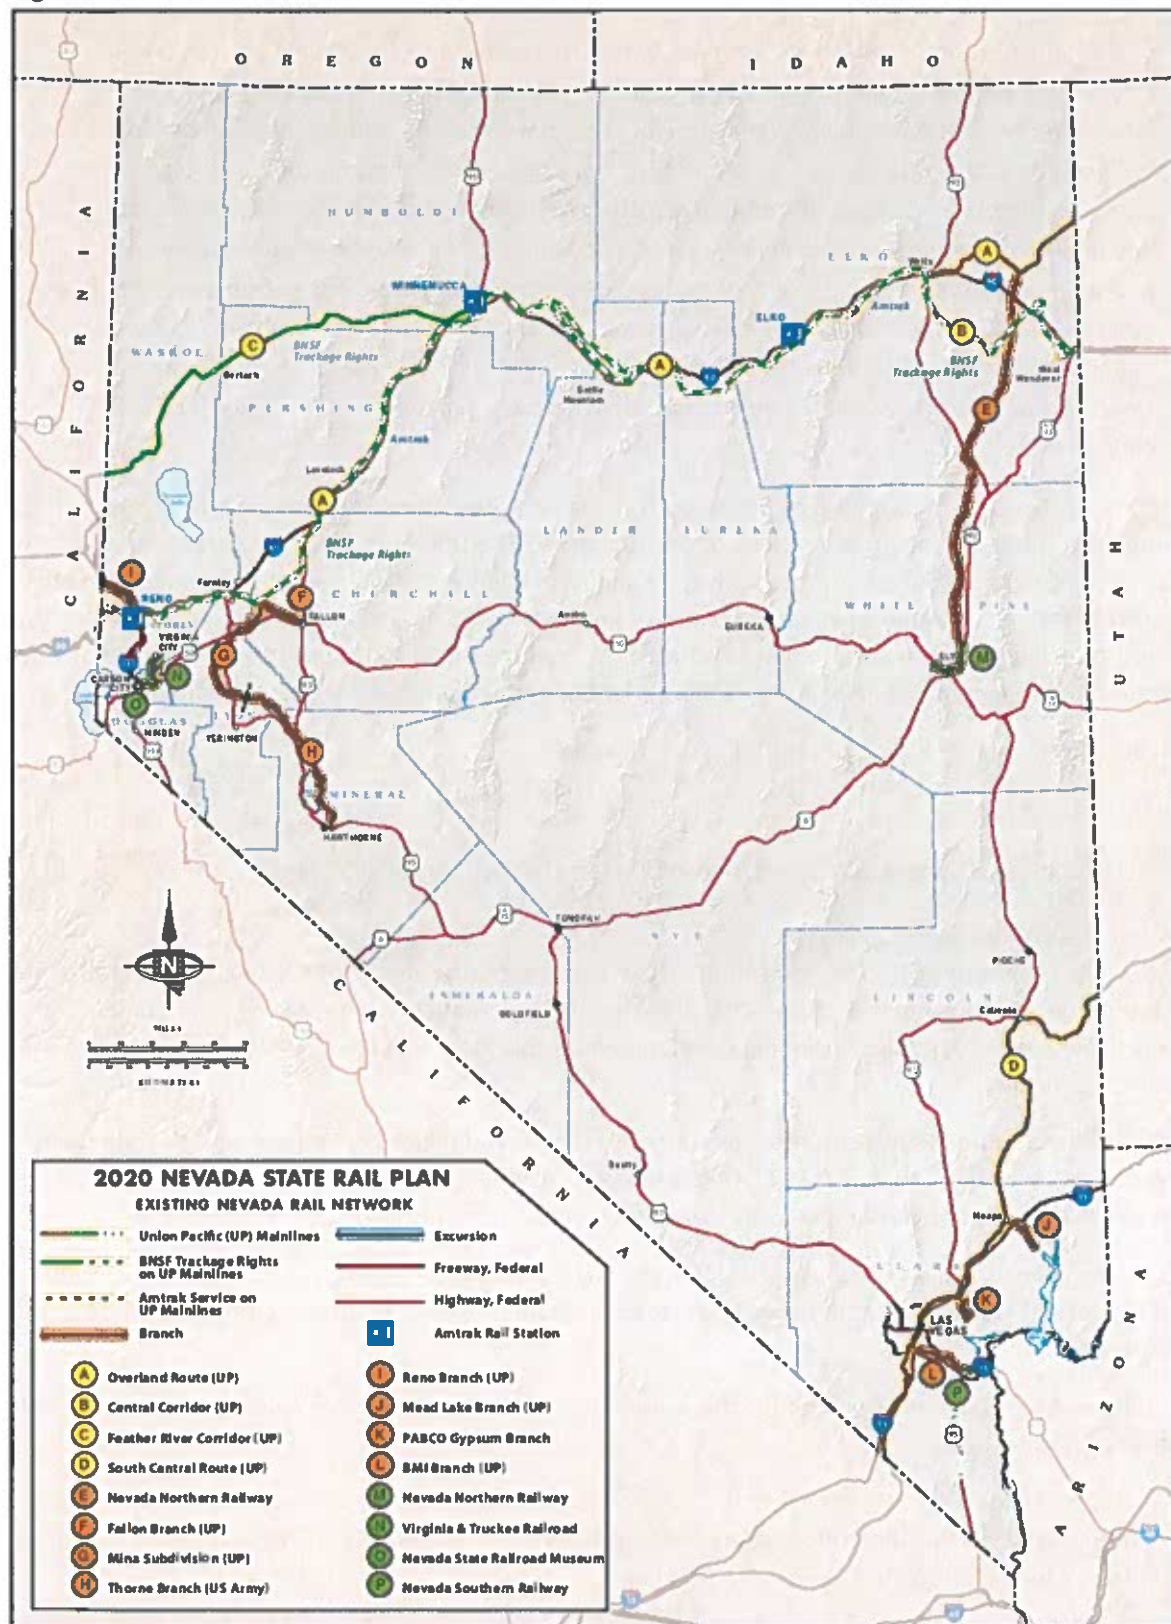 OREGON
IDAHO
CALIFORNIA
HUMBOLDT
ELKO
WINNEMUCCA
Wells
Amtrak
ELKO
BNSF
Trackage Rights
Gerlach
PERSHING
Battle
Mountain
BNSF
Trackage Rights
Amtrak
Lovelock
LANDER
EUREKA
BNSF
Trackage Rights
UTAH
RENO
Fernley
CHURCHILL
FALLON
Austin
EUREKA
WHITE PINE
VIRGINIA
CITY
CARSON
CITY
DOUGLAS
MINDEN
YERINGTON
MINERAL
HAWTHORNE
N
TONOPAH
NYE
PIOCHE
ESMERALDA
GOLDFIELD
LINCOLN
Caliente
CALIFORNIA
Beatty
Moapa
CLARK
LAS
VEGAS
ARIZONA
A
B
C
D
E
F
G
H
I
J
K
L
M
N
O
P
2020 NEVADA STATE RAIL PLAN
EXISTING NEVADA RAIL NETWORK
Union Pacific (UP) Mainlines
BNSF Trackage Rights
on UP Mainlines
Amtrak Service on
UP Mainlines
Branch
Excursion
Freeway, Federal
Highway, Federal
Amtrak Rail Station
A Overland Route (UP)
B Central Corridor (UP)
C Feather River Corridor (UP)
D South Central Route (UP)
E Nevada Northern Railway
F Fallon Branch (UP)
G Mina Subdivision (UP)
H Thorne Branch (US Army)
I Reno Branch (UP)
J Mead Lake Branch (UP)
K PABCO Gypsum Branch
L BMI Branch (UP)
M Nevada Northern Railway
N Virginia & Truckee Railroad
O Nevada State Railroad Museum
P Nevada Southern Railway